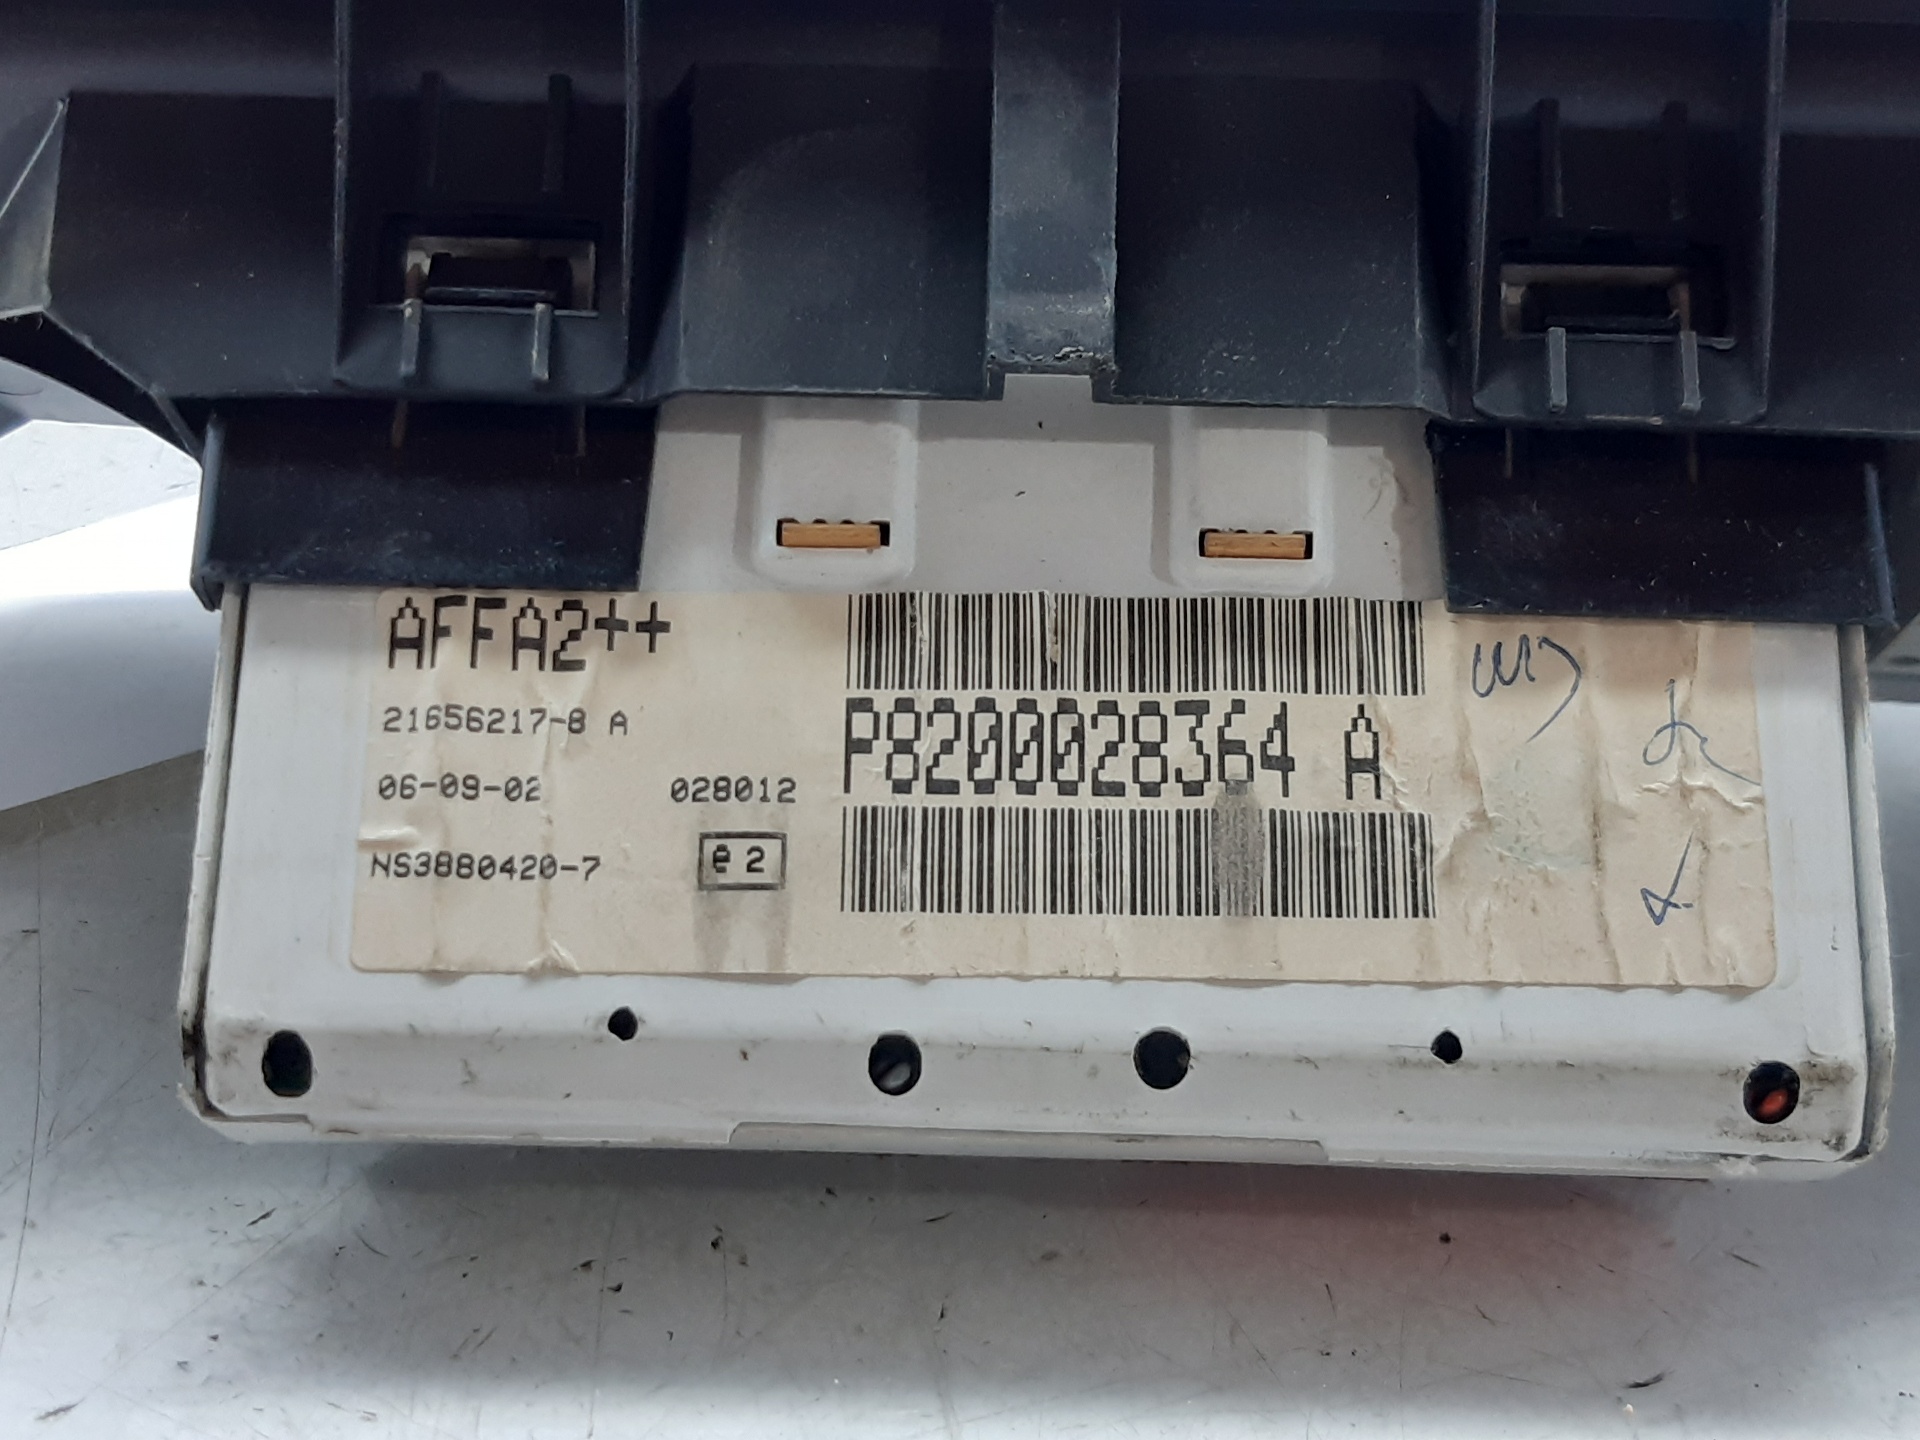 AFFA2++
21656217-8 A
06-09-02 028012
P8200028364 A
NS3880420-7
e 2